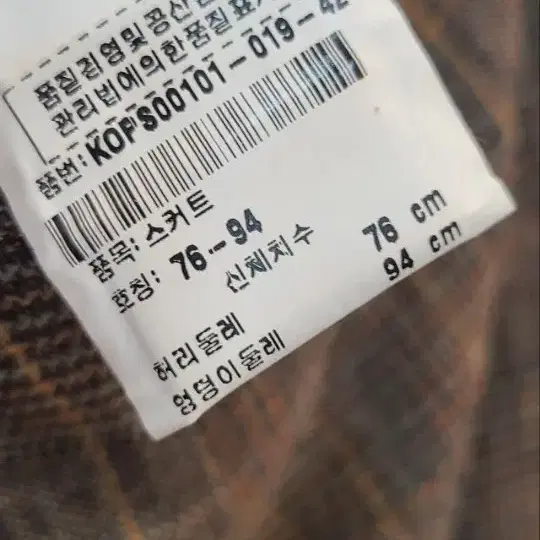 품질경영및공산
관리법에의한품질표
품번: KOPS00101-019-42
품목: 스커트
호칭: 76-94
신체치수
허리둘레 76 cm
엉덩이둘레 94 cm